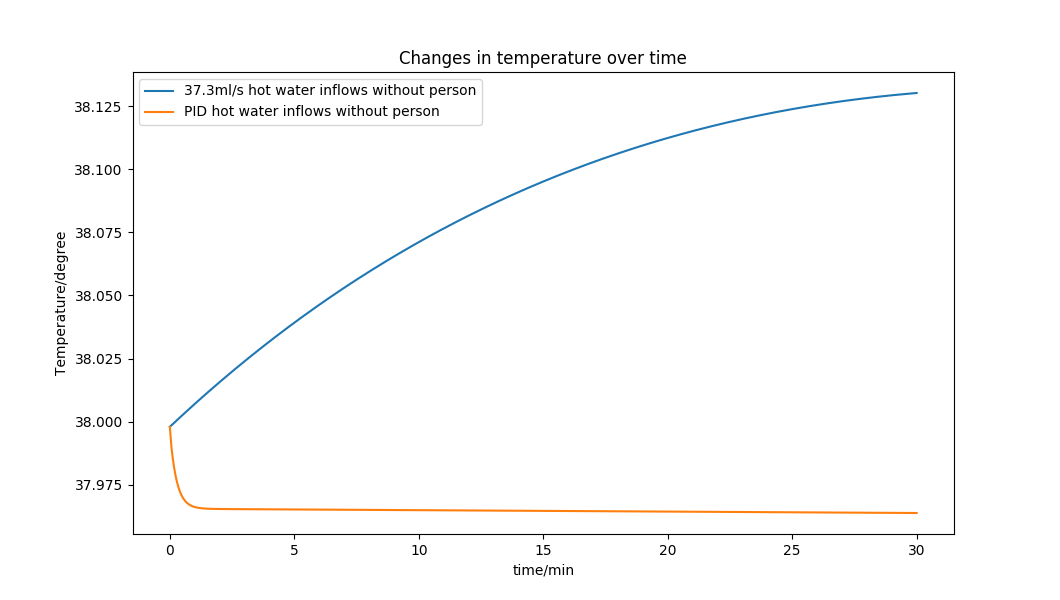 Changes in temperature over time
37.3ml/s hot water inflows without person
PID hot water inflows without person
Temperature/degree
38.125
38.100
38.075
38.050
38.025
38.000
37.975
0 5 10 15 20 25 30
time/min